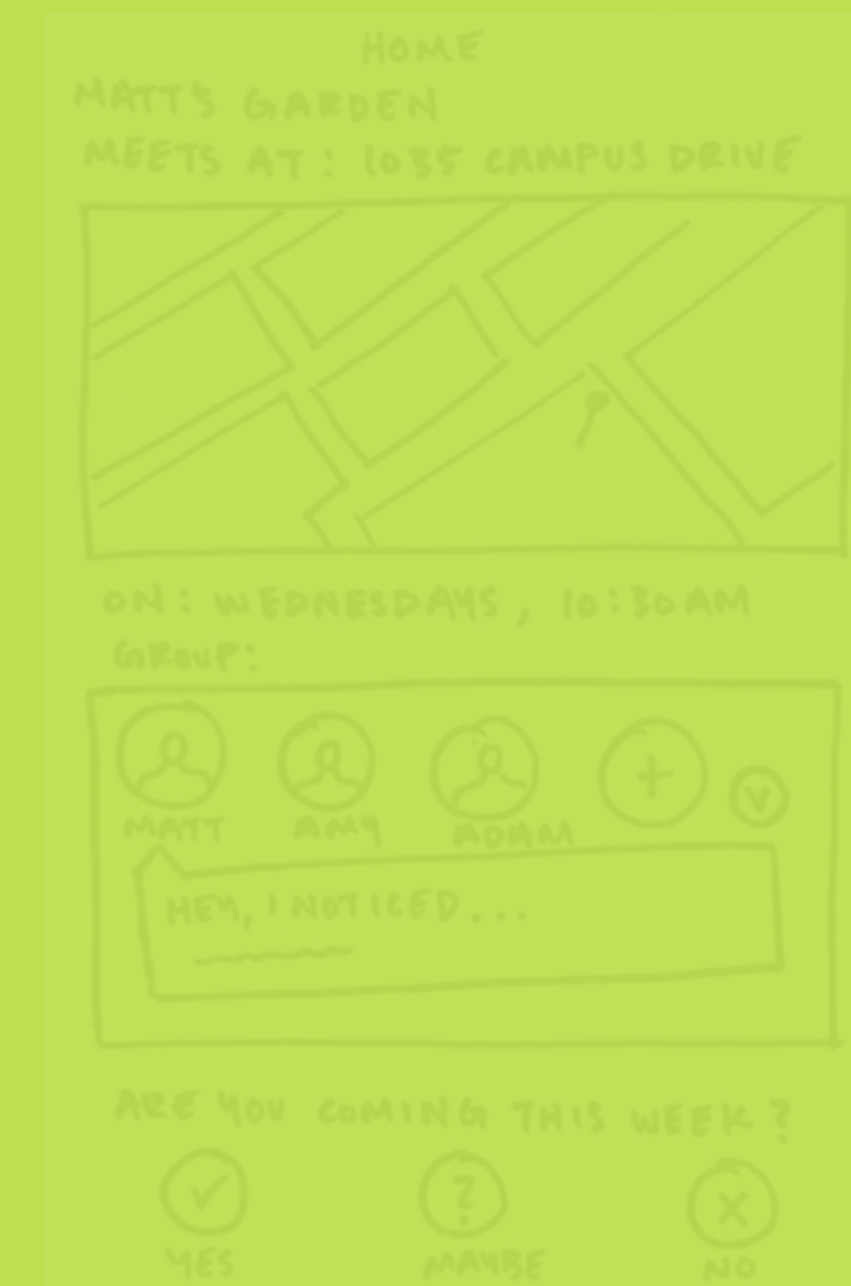 HOME
MATT'S GARDEN
MEETS AT: 1035 CAMPUS DRIVE
ON: WEDNESDAYS, 10:30AM
GROUP:
MATT AMY ADAM
HEY, I NOTICED...
ARE YOU COMING THIS WEEK?
YES MAYBE NO